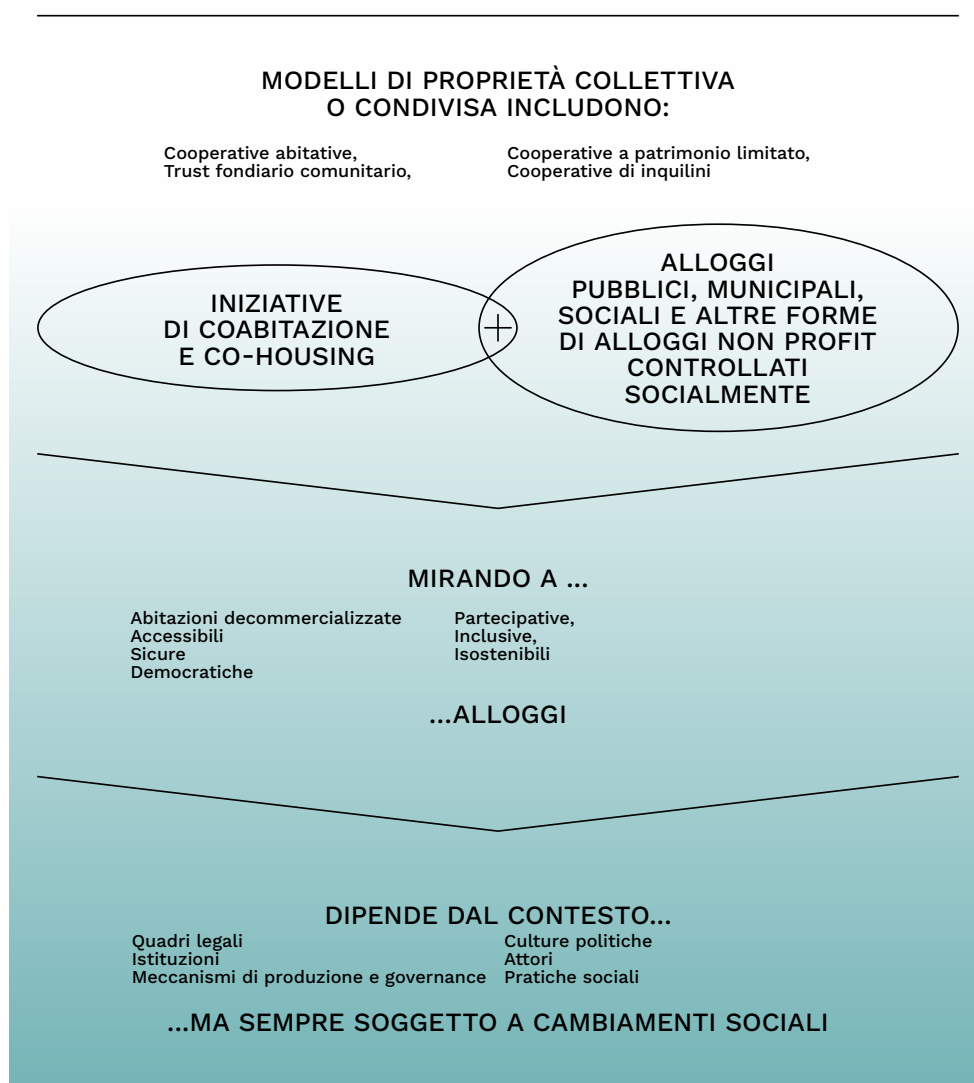 MODELLI DI PROPRIETÀ COLLETTIVA
O CONDIVISA INCLUDONO:
Cooperative abitative,
Trust fondiario comunitario,
Cooperative a patrimonio limitato,
Cooperative di inquilini
INIZIATIVE
DI COABITAZIONE
E CO-HOUSING
+
ALLOGGI
PUBBLICI, MUNICIPALI,
SOCIALI E ALTRE FORME
DI ALLOGGI NON PROFIT
CONTROLLATI
SOCIALMENTE
MIRANDO A ...
Abitazioni decommercializzate
Accessibili
Sicure
Democratiche
Partecipative,
Inclusive,
Isostenibili
...ALLOGGI
DIPENDE DAL CONTESTO...
Quadri legali
Istituzioni
Meccanismi di produzione e governance
Culture politiche
Attori
Pratiche sociali
...MA SEMPRE SOGGETTO A CAMBIAMENTI SOCIALI